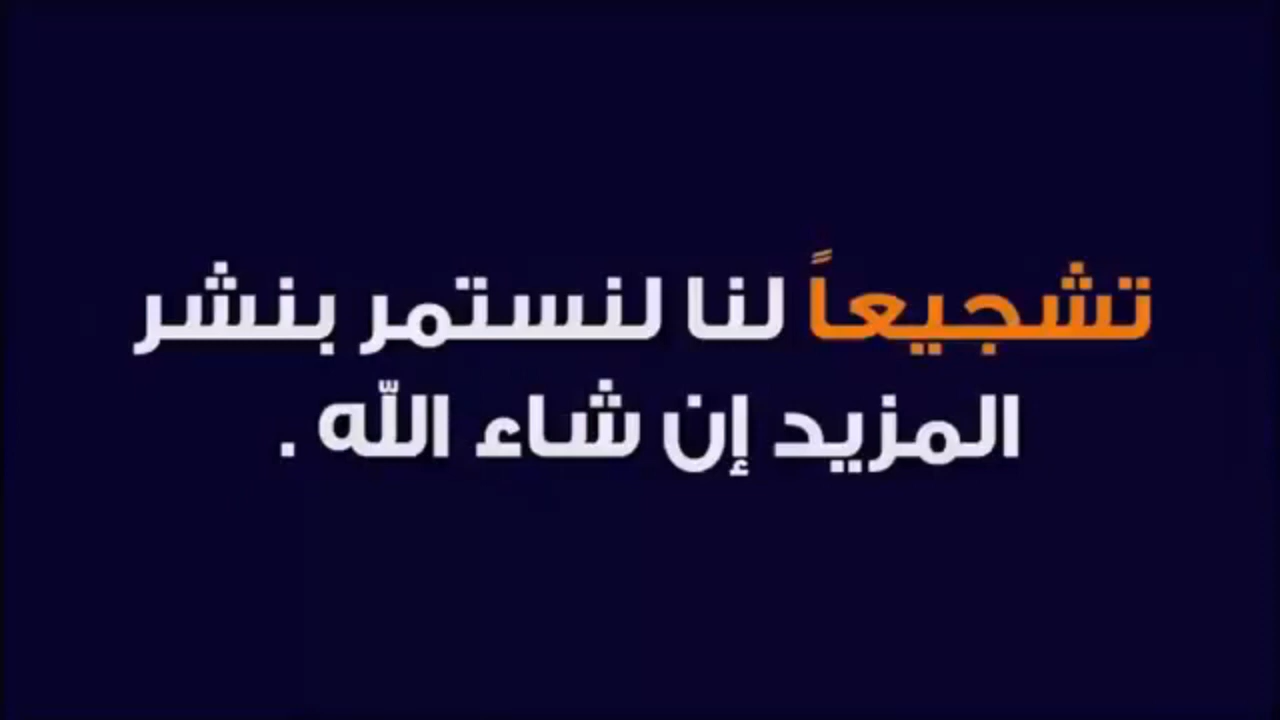 تشجيعاً لنا لنستمر بنشر
المزيد إن شاء اللّه .